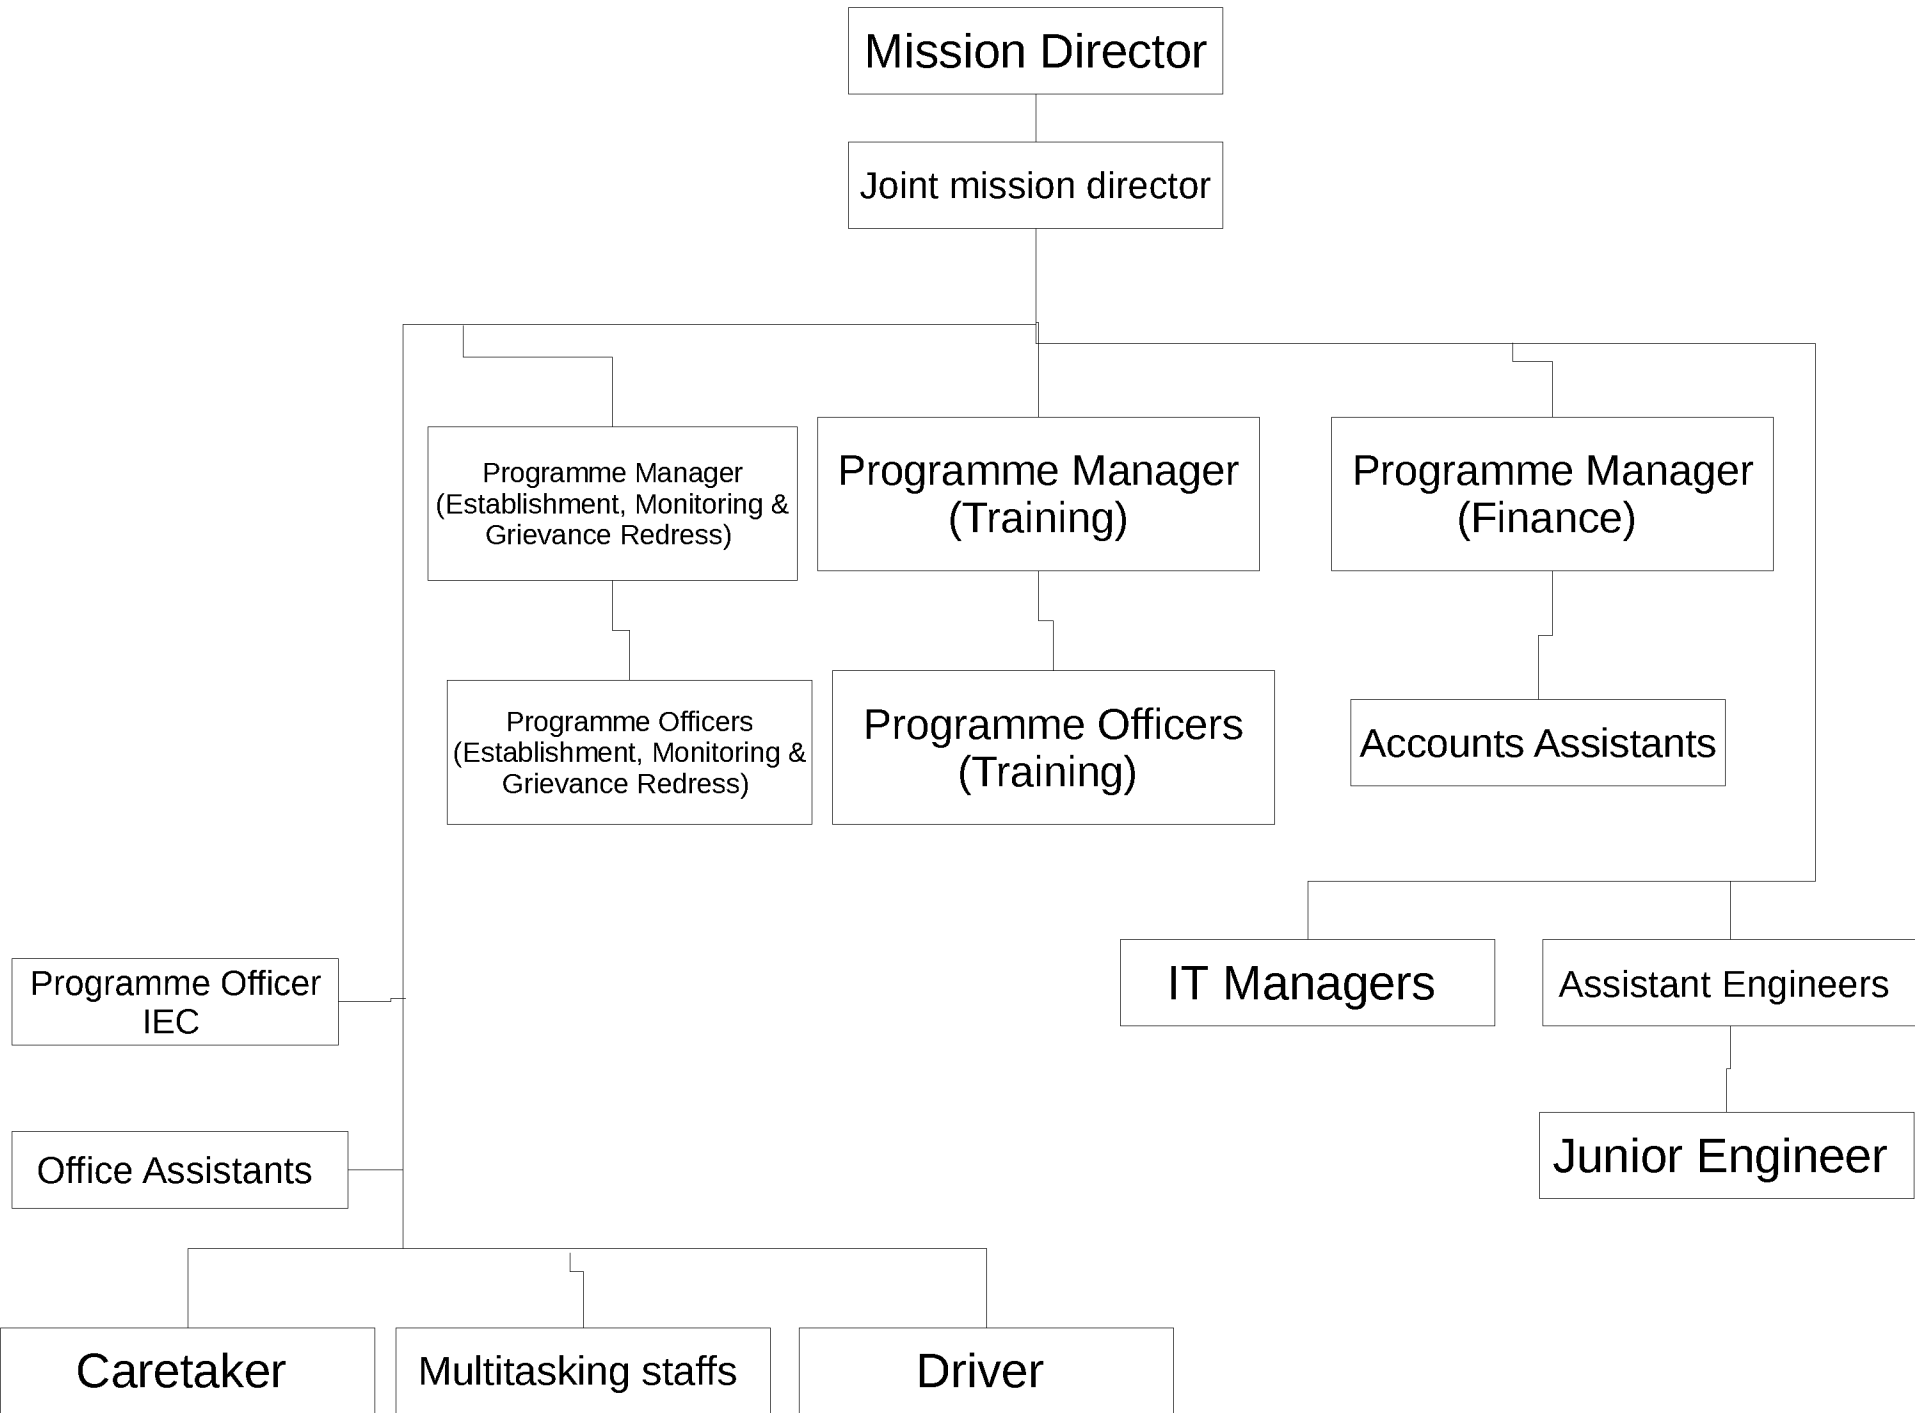 Mission Director
Joint mission director
Programme Manager
(Establishment, Monitoring &
Grievance Redress)
Programme Manager
(Training)
Programme Manager
(Finance)
Programme Officers
(Establishment, Monitoring &
Grievance Redress)
Programme Officers
(Training)
Accounts Assistants
Programme Officer
IEC
IT Managers
Assistant Engineers
Office Assistants
Junior Engineer
Caretaker
Multitasking staffs
Driver